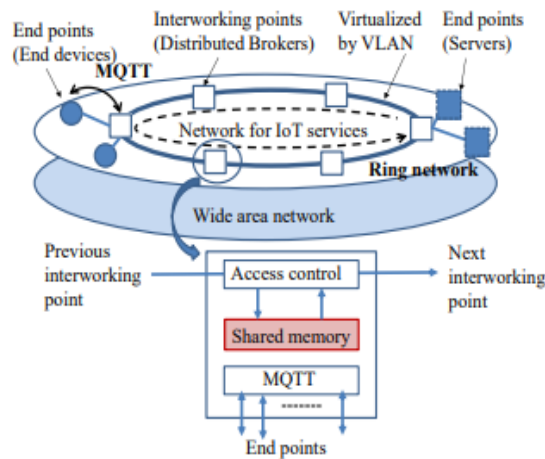 End points
(End devices)
Interworking points
(Distributed Brokers)
Virtualized
by VLAN
End points
(Servers)
MQTT
Network for IoT services
Ring network
Wide area network
Previous
interworking
point
Next
interworking
point
Access control
Shared memory
MQTT
End points